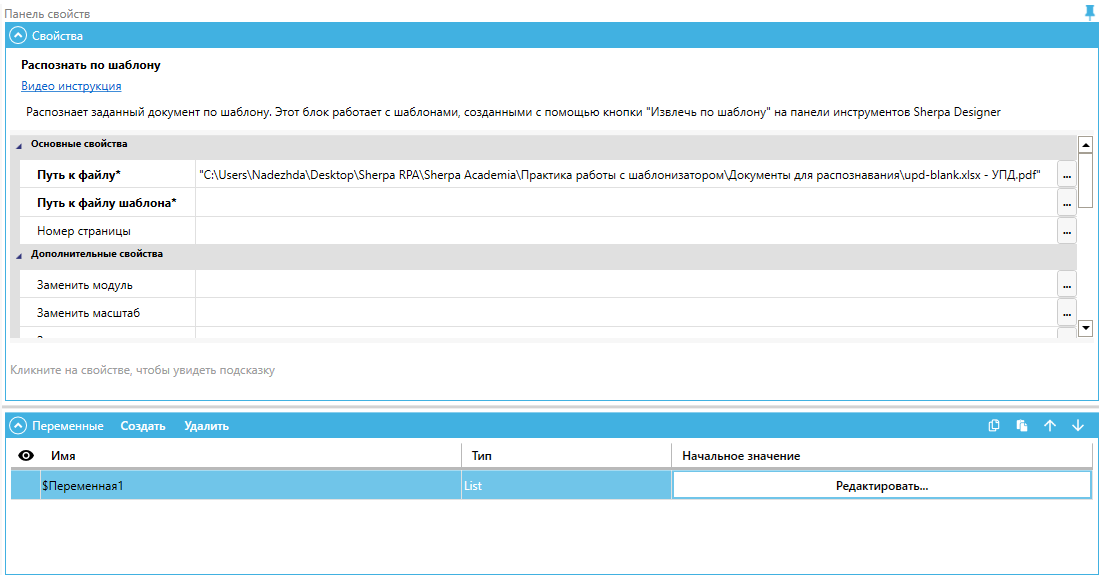 Панель свойств
Свойства
Распознать по шаблону
Видео инструкция
Распознает заданный документ по шаблону. Этот блок работает с шаблонами, созданными с помощью кнопки "Извлечь по шаблону" на панели инструментов Sherpa Designer
Основные свойства
Путь к файлу* "C:\Users\Nadezhda\Desktop\Sherpa RPA\Sherpa Academia\Практика работы с шаблонизатором\Документы для распознавания\upd-blank.xlsx - УПД.pdf" ...
Путь к файлу шаблона* ...
Номер страницы ...
Дополнительные свойства
Заменить модуль ...
Заменить масштаб ...
Кликните на свойстве, чтобы увидеть подсказку
Переменные Создать Удалить
Имя Тип Начальное значение
$Переменная1 List Редактировать...